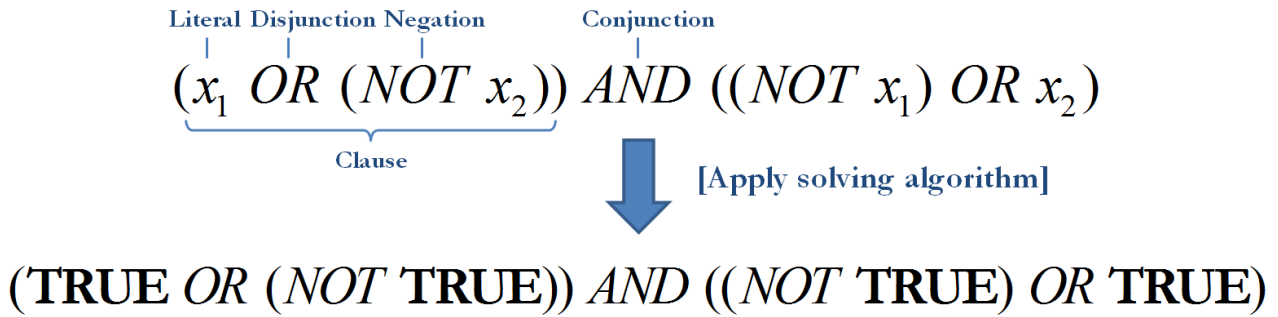 Literal Disjunction Negation Conjunction
(x₁ OR (NOT x₂)) AND ((NOT x₁) OR x₂)
Clause
[Apply solving algorithm]
(TRUE OR (NOT TRUE)) AND ((NOT TRUE) OR TRUE)